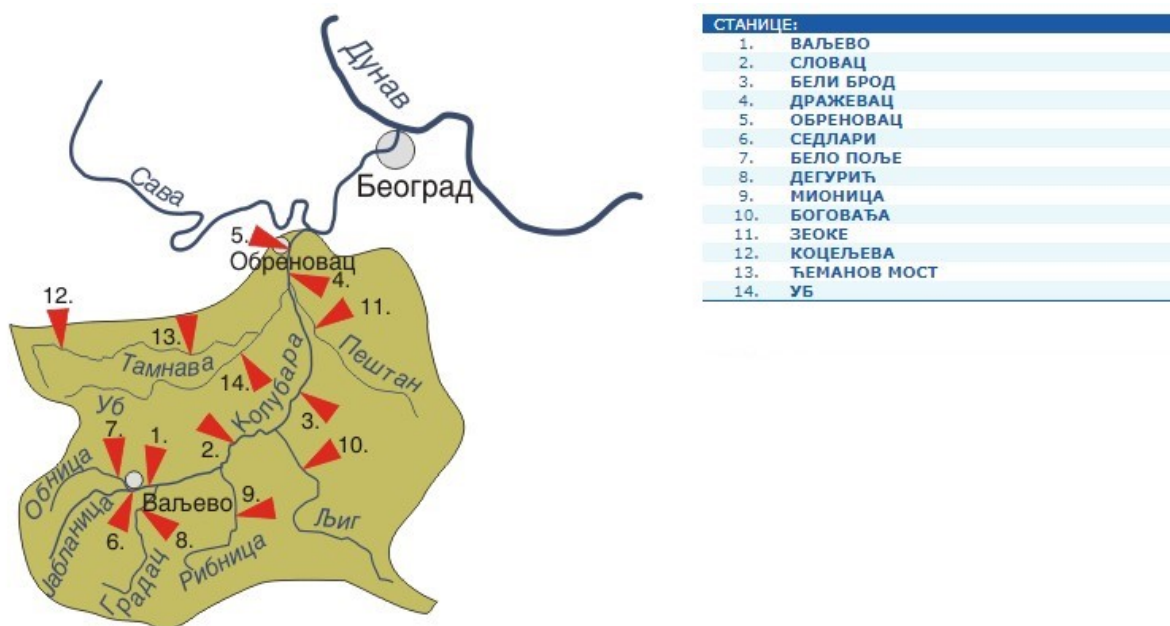 Дунав
Сава
Београд
5.
Обреновац
4.
12.
11.
13.
Тамнава
Пештан
14.
Колубара
Уб
3.
7.
1.
2.
10.
Обница
Ваљево
9.
Љиг
Јабланица
6.
8.
Градац
Рибница
СТАНИЦЕ:
1. ВАЉЕВО
2. СЛОВАЦ
3. БЕЛИ БРОД
4. ДРАЖЕВАЦ
5. ОБРЕНОВАЦ
6. СЕДЛАРИ
7. БЕЛО ПОЉЕ
8. ДЕГУРИЋ
9. МИОНИЦА
10. БОГОВАЂА
11. ЗЕОКЕ
12. КОЦЕЉЕВА
13. ЋЕМАНОВ МОСТ
14. УБ